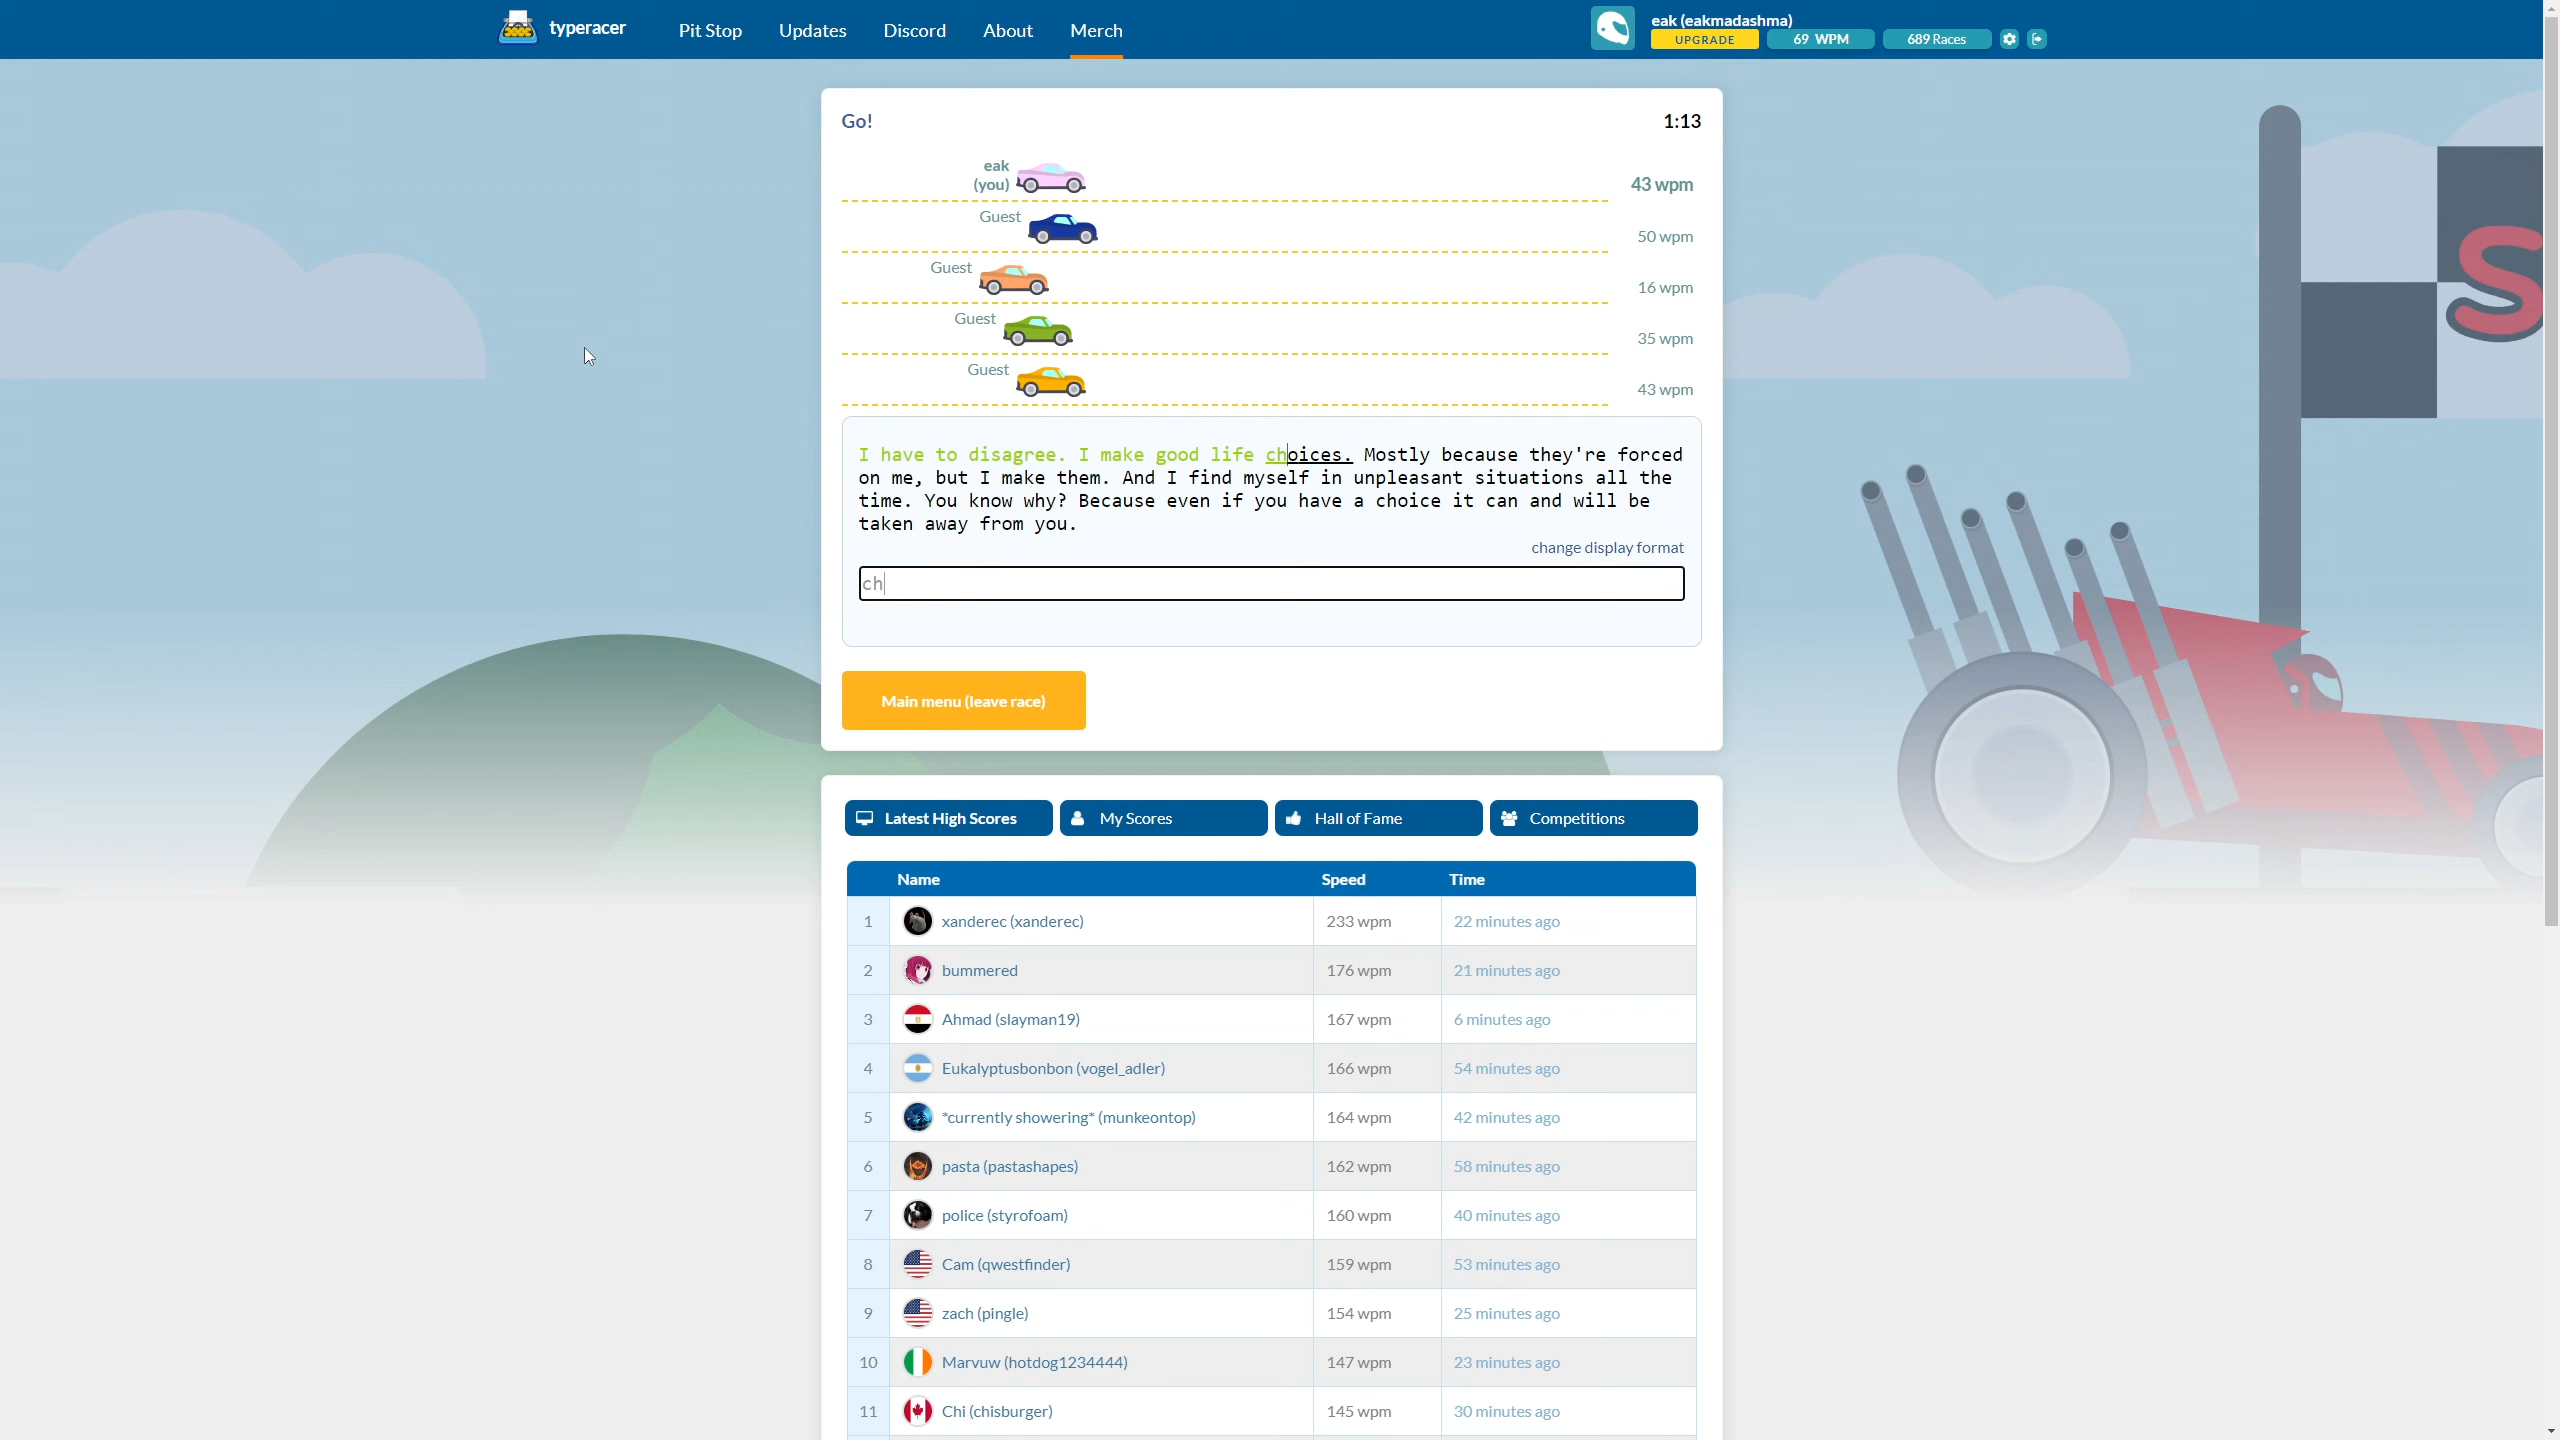 typeracer
Pit Stop
Updates
Discord
About
Merch
eak (eakmadashma)
UPGRADE
69 WPM
689 Races
Go!
1:13
eak
(you)
43 wpm
Guest
50 wpm
Guest
16 wpm
Guest
35 wpm
Guest
43 wpm
S
I have to disagree. I make good life choices. Mostly because they're forced
on me, but I make them. And I find myself in unpleasant situations all the
time. You know why? Because even if you have a choice it can and will be
taken away from you.
change display format
ch
Main menu (leave race)
Latest High Scores
My Scores
Hall of Fame
Competitions
Name Speed Time
1 xanderec (xanderec) 233 wpm 22 minutes ago
2 bummered 176 wpm 21 minutes ago
3 Ahmad (slayman19) 167 wpm 6 minutes ago
4 Eukalyptusbonbon (vogel_adler) 166 wpm 54 minutes ago
5 *currently showering* (munkeontop) 164 wpm 42 minutes ago
6 pasta (pastashapes) 162 wpm 58 minutes ago
7 police (styrofoam) 160 wpm 40 minutes ago
8 Cam (qwestfinder) 159 wpm 53 minutes ago
9 zach (pingle) 154 wpm 25 minutes ago
10 Marvuw (hotdog1234444) 147 wpm 23 minutes ago
11 Chi (chisburger) 145 wpm 30 minutes ago